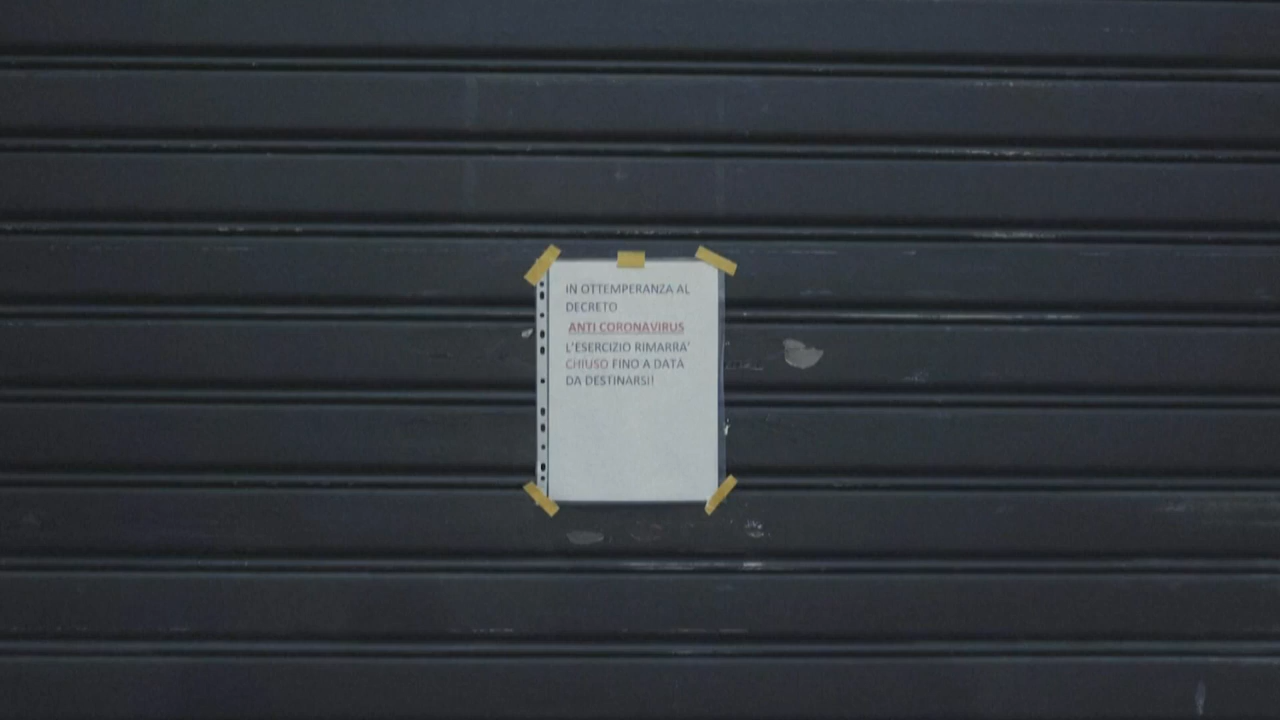 IN OTTEMPERANZA AL
DECRETO
ANTI CORONAVIRUS
L'ESERCIZIO RIMARRA'
CHIUSO FINO A DATA
DA DESTINARSI!